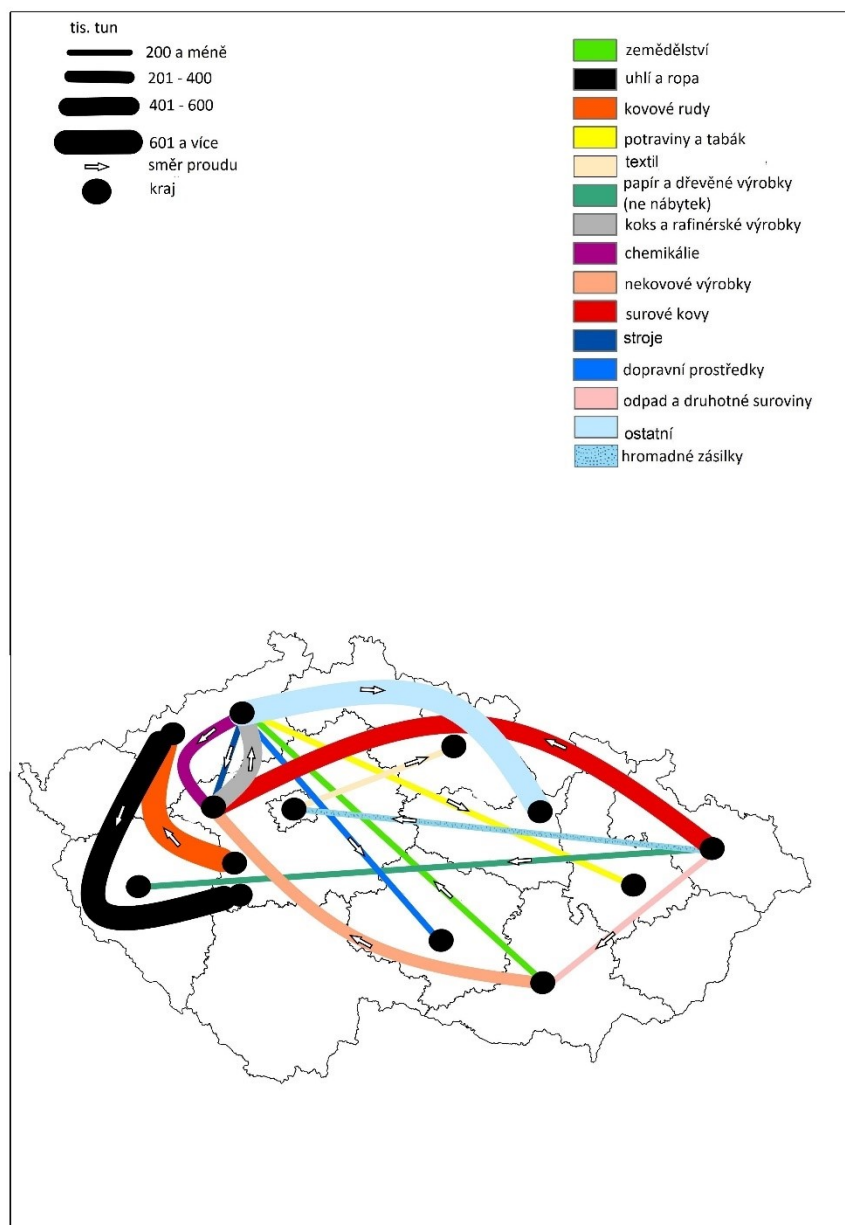 tis. tun
200 a méně
201 - 400
401 - 600
601 a více
směr proudu
kraj
zemědělství
uhlí a ropa
kovové rudy
potraviny a tabák
textil
papír a dřevěné výrobky
(ne nábytek)
koks a rafinérské výrobky
chemikálie
nekovové výrobky
surové kovy
stroje
dopravní prostředky
odpad a druhotné suroviny
ostatní
hromadné zásilky